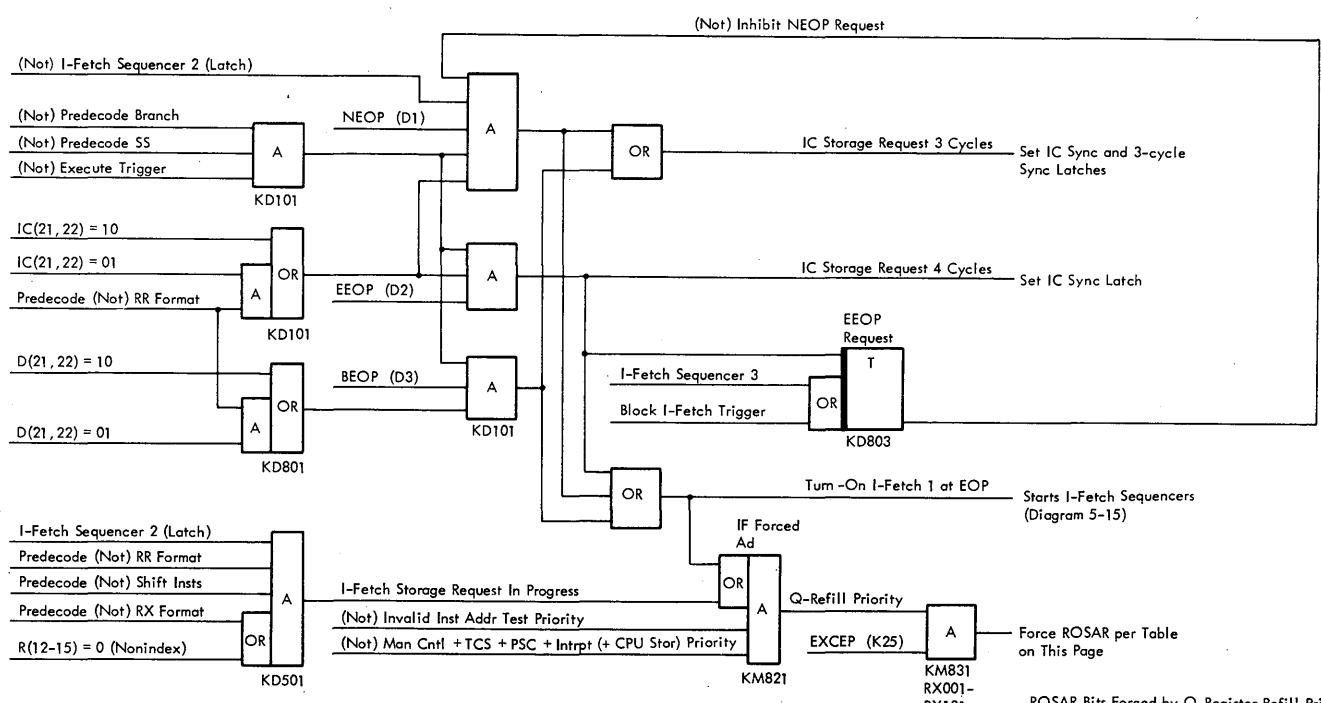 (Not) Inhibit NEOP Request
(Not) I-Fetch Sequencer 2 (Latch)
(Not) Predecode Branch
(Not) Predecode SS
(Not) Execute Trigger
A
KD101
NEOP (D1)
A
OR
IC Storage Request 3 Cycles
Set IC Sync and 3-cycle
Sync Latches
IC(21, 22) = 10
IC(21, 22) = 01
Predecode (Not) RR Format
A
OR
KD101
EEOP (D2)
A
IC Storage Request 4 Cycles
Set IC Sync Latch
D(21, 22) = 10
D(21, 22) = 01
A
OR
KD801
BEOP (D3)
A
KD101
EEOP
Request
I-Fetch Sequencer 3
Block I-Fetch Trigger
OR
T
KD803
OR
Turn-On I-Fetch 1 at EOP
Starts I-Fetch Sequencers
(Diagram 5-15)
I-Fetch Sequencer 2 (Latch)
Predecode (Not) RR Format
Predecode (Not) Shift Insts
Predecode (Not) RX Format
R(12-15) = 0 (Nonindex)
OR
A
KD501
I-Fetch Storage Request In Progress
(Not) Invalid Inst Addr Test Priority
(Not) Man Cntl + TCS + PSC + Intrpt (+ CPU Stor) Priority
IF Forced
Ad
OR
A
KM821
Q-Refill Priority
EXCEP (K25)
A
KM831
RX001-
Force ROSAR per Table
on This Page
ROSAR Bits Forced by Q-Register Refill